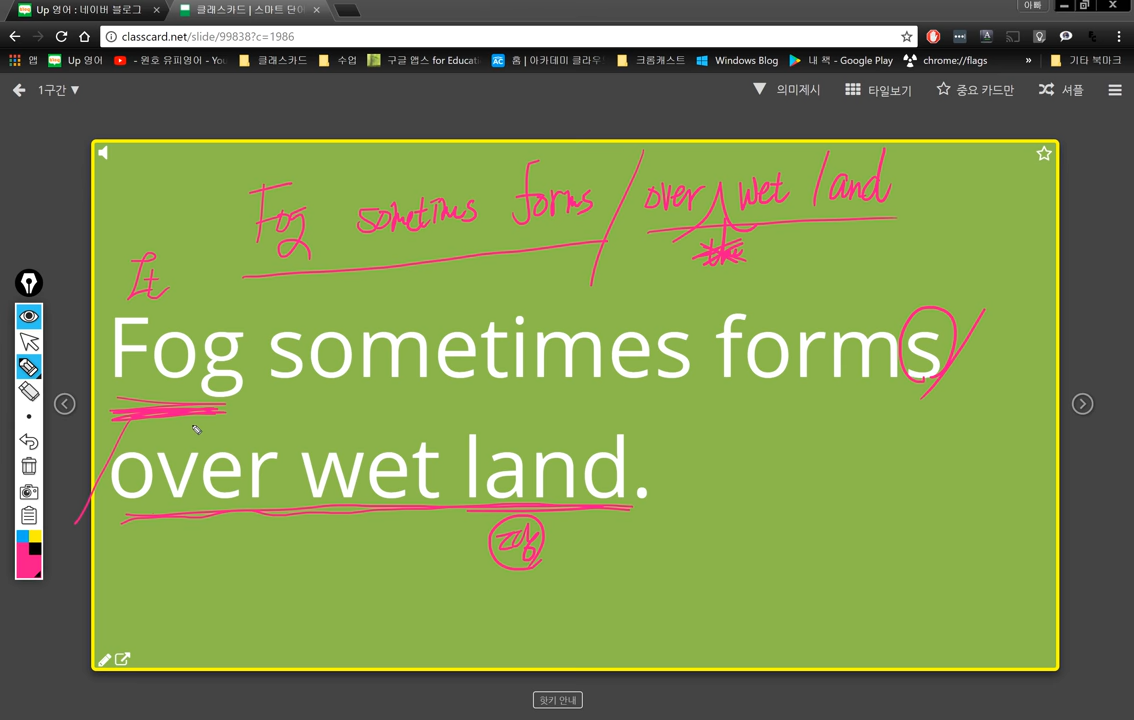 Up 영어 : 네이버 블로그
클래스카드 | 스마트 단어
아빠
classcard.net/slide/99838?c=1986
앱 Up 영어 - 원호 유피영어 - You 클래스카드 수업 구글 앱스 for Educati 홈 | 아카데미 클라우 크롬캐스트 Windows Blog 내 책 - Google Play chrome://flags » 기타 북마크
1구간 ▼ ▼ 의미제시 타일보기 중요 카드만 셔플
Fog sometimes forms / over wet land
It
Fog sometimes forms
over wet land.
핫키 안내